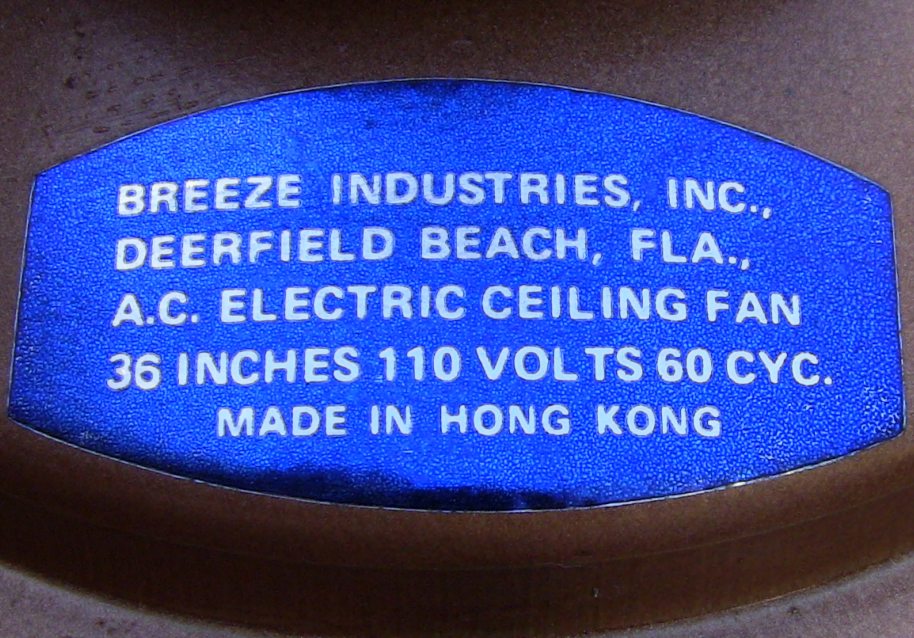 BREEZE INDUSTRIES, INC.,
DEERFIELD BEACH, FLA.,
A.C. ELECTRIC CEILING FAN
36 INCHES 110 VOLTS 60 CYC.
MADE IN HONG KONG